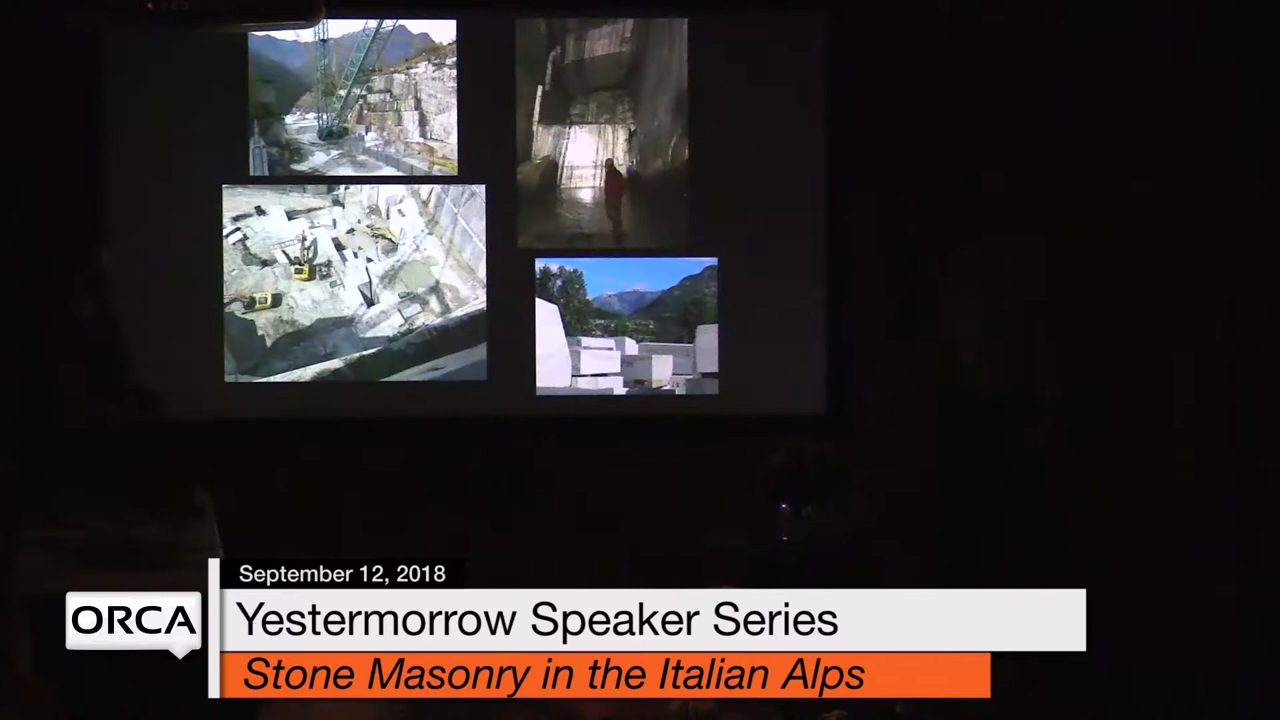 September 12, 2018
ORCA
Yestermorrow Speaker Series
Stone Masonry in the Italian Alps